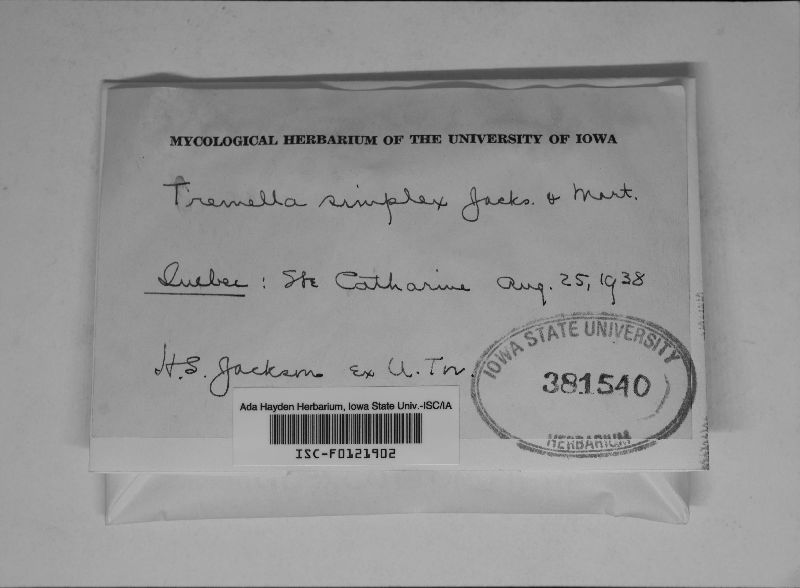 MYCOLOGICAL HERBARIUM OF THE UNIVERSITY OF IOWA
Tremella simplex Jacks. & Mart.
Quebec : Ste Catharine Aug. 25, 1938
H.S. Jackson Ex U. Tor.
IOWA STATE UNIVERSITY
381540
HERBARIUM
Ada Hayden Herbarium, Iowa State Univ.-ISC/IA
ISC-F0121902